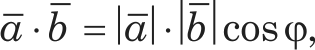 a̅ · b̅ = |a̅| · |b̅| cos φ,